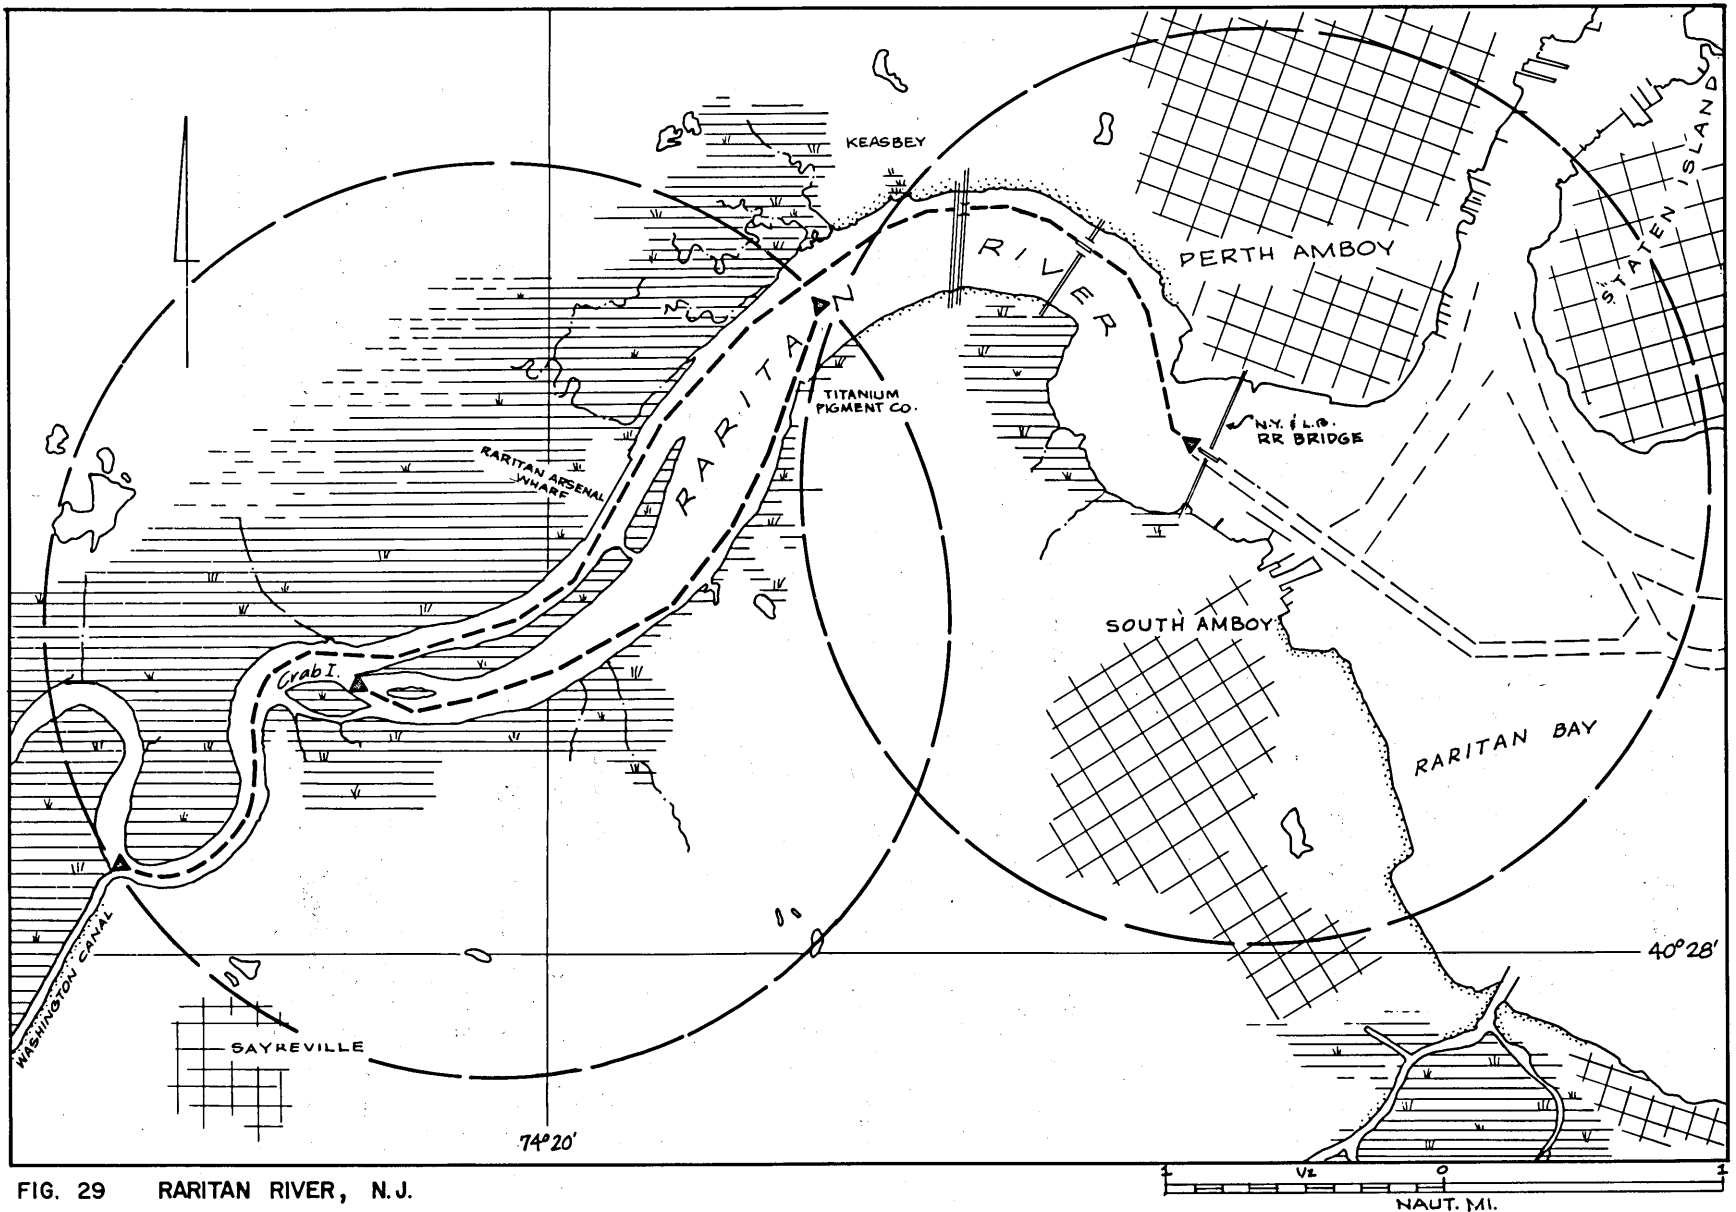 KEASBEY
STATEN ISLAND
PERTH AMBOY
RIVER
RARITAN
TITANIUM
PIGMENT CO.
N.Y. & L.B.
RR BRIDGE
RARITAN ARSENAL
WHARF
SOUTH AMBOY
Crab I.
RARITAN BAY
WASHINGTON CANAL
40°28'
SAYREVILLE
74°20'
1 1/2 0 1
NAUT. MI.
FIG. 29 RARITAN RIVER, N.J.